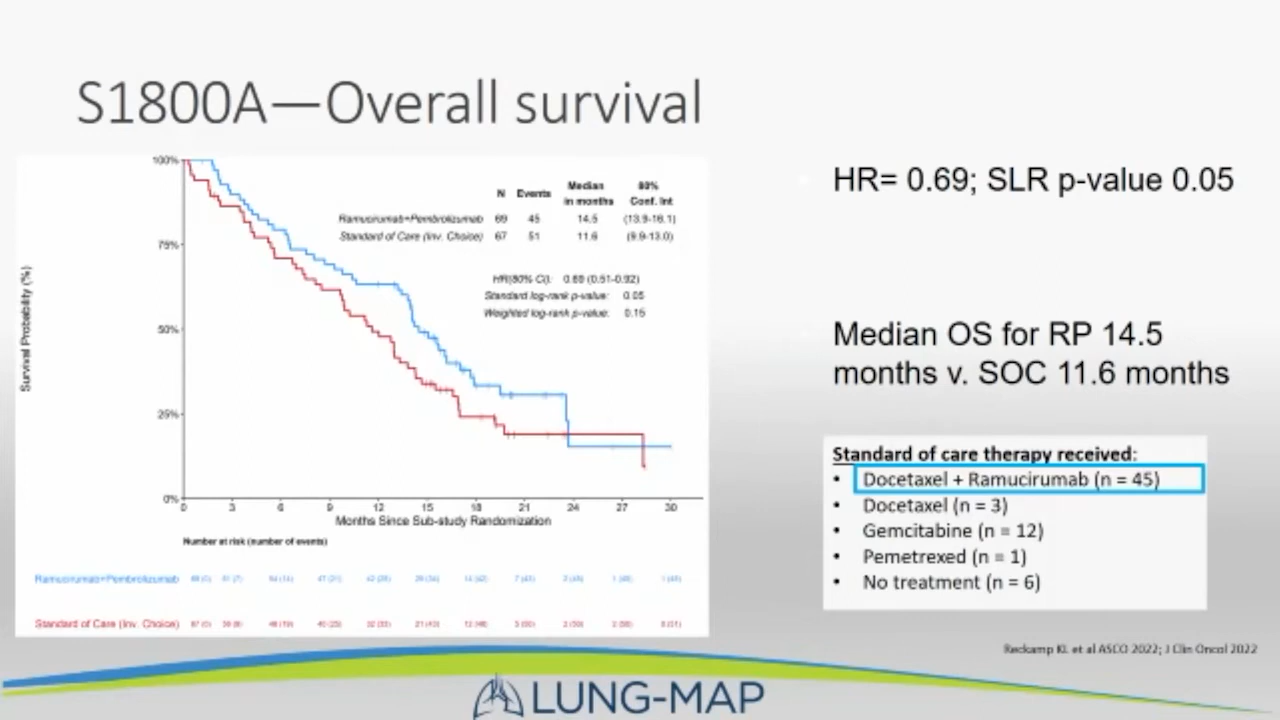 S1800A—Overall survival
HR= 0.69; SLR p-value 0.05
Median OS for RP 14.5
months v. SOC 11.6 months
Standard of care therapy received:
• Docetaxel + Ramucirumab (n = 45)
• Docetaxel (n = 3)
• Gemcitabine (n = 12)
• Pemetrexed (n = 1)
• No treatment (n = 6)
Survival Probability (%)
100%
75%
50%
25%
0%
N Events Median in months 80% Conf. Int
Ramucirumab+Pembrolizumab 69 45 14.5 (13.9-16.1)
Standard of Care (Inv. Choice) 67 51 11.6 (9.9-13.0)
HR(80% CI): 0.69 (0.51-0.92)
Standard log-rank p-value: 0.05
Weighted log-rank p-value: 0.15
0 3 6 9 12 15 18 21 24 27 30
Months Since Sub-study Randomization
Number at risk (number of events)
Ramucirumab+Pembrolizumab
Standard of Care (Inv. Choice)
Reckamp KL et al ASCO 2022; J Clin Oncol 2022
LUNG-MAP